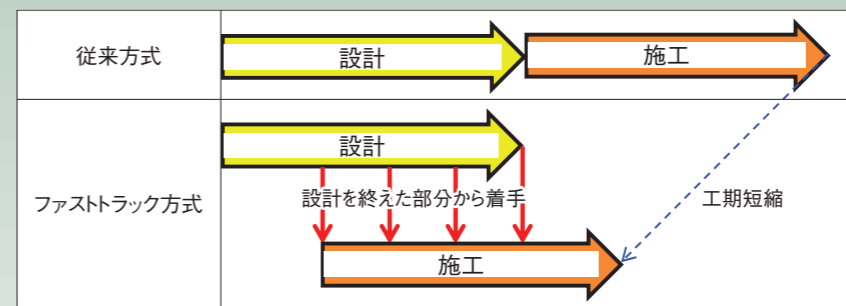 従来方式
設計
施工
ファストトラック方式
設計
設計を終えた部分から着手
施工
工期短縮